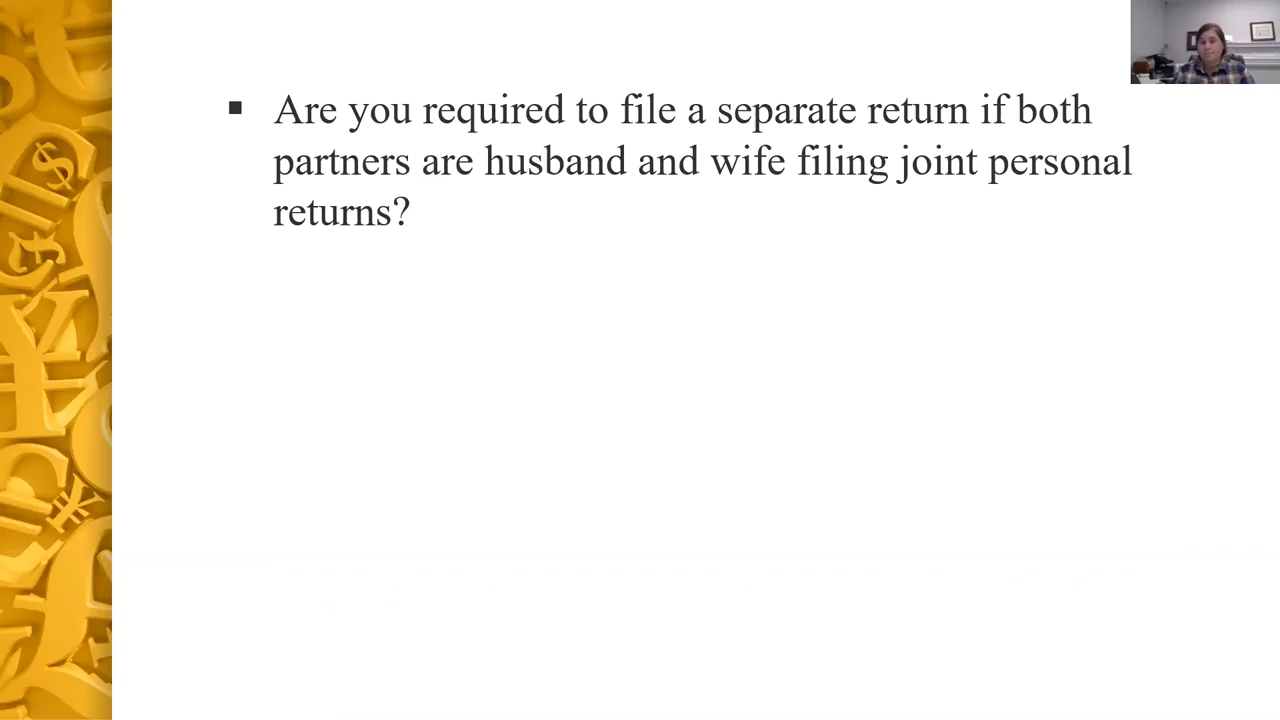 Are you required to file a separate return if both
partners are husband and wife filing joint personal
returns?